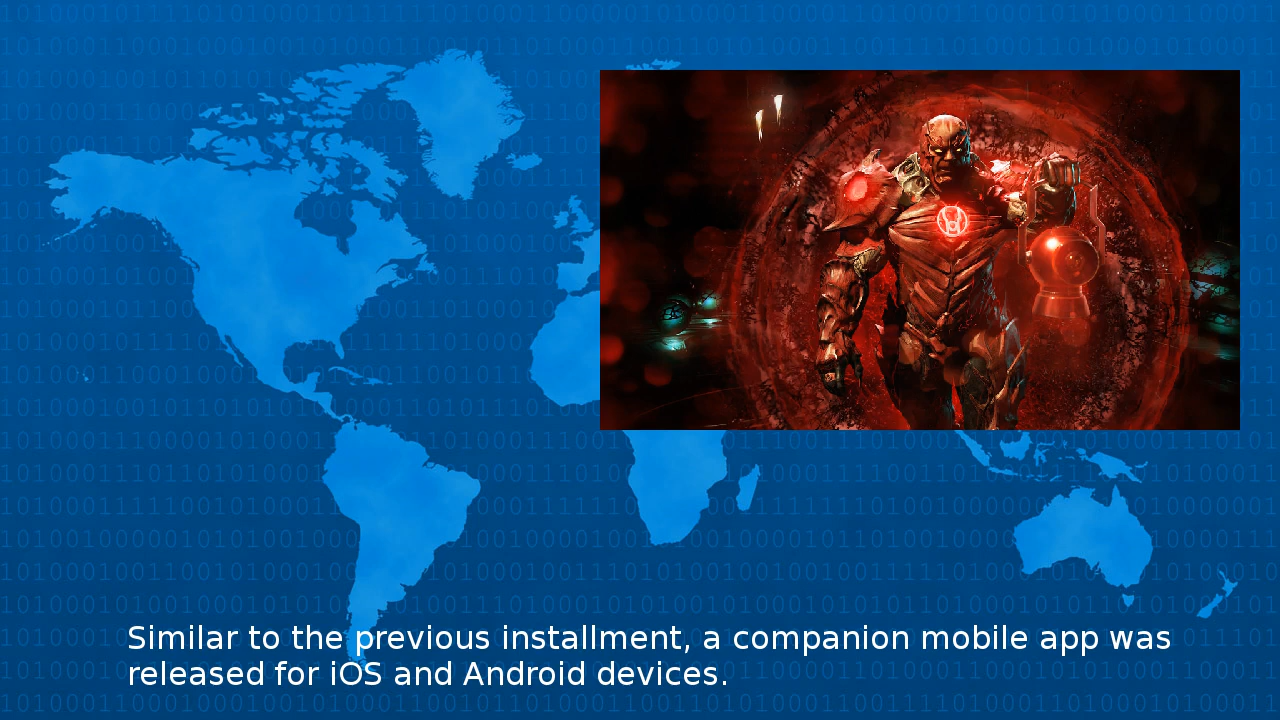 Similar to the previous installment, a companion mobile app was
released for iOS and Android devices.